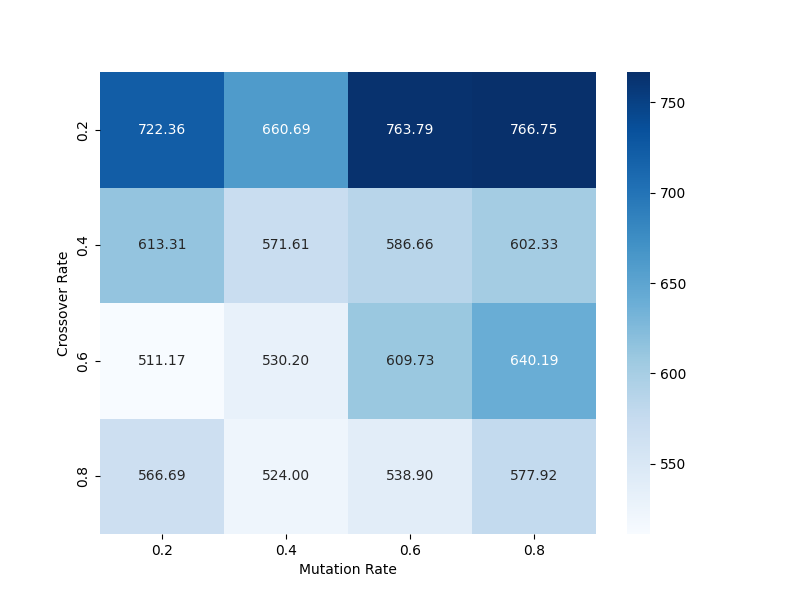 0.2 722.36 660.69 763.79 766.75
0.4 613.31 571.61 586.66 602.33
0.6 511.17 530.20 609.73 640.19
0.8 566.69 524.00 538.90 577.92
0.2 0.4 0.6 0.8
Mutation Rate
Crossover Rate
750
700
650
600
550